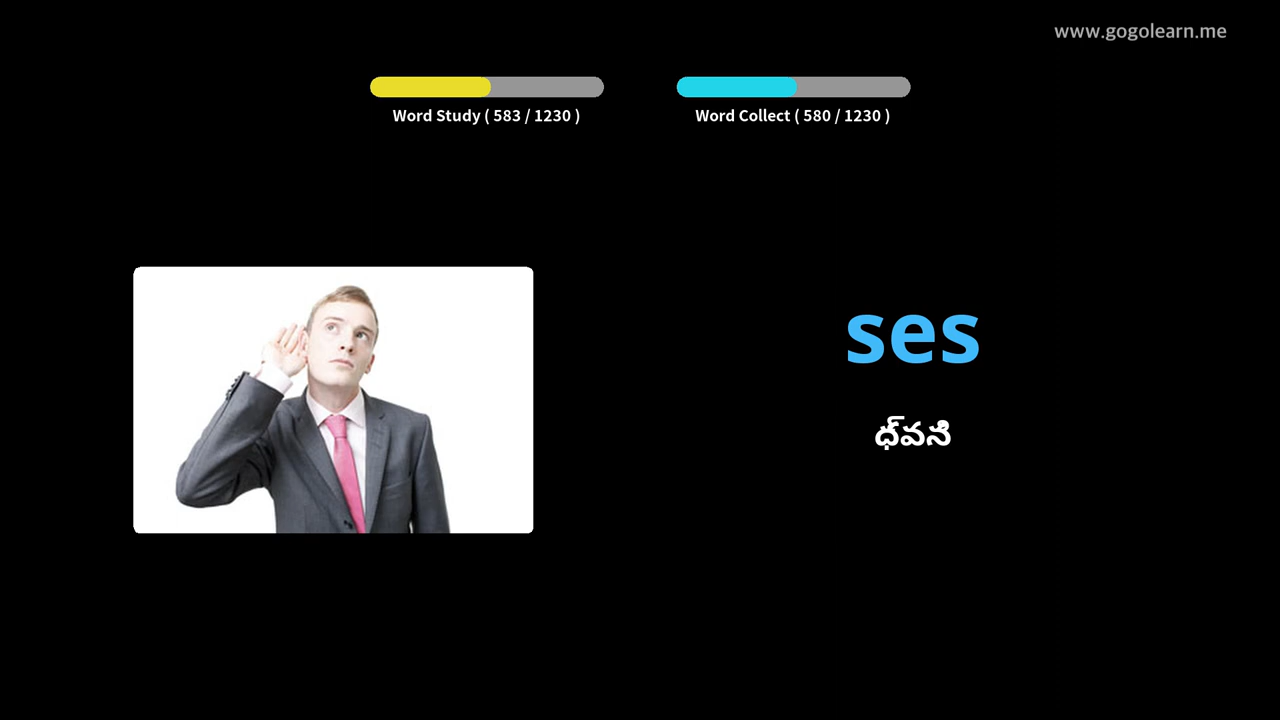 www.gogolearn.me
Word Study ( 583 / 1230 )
Word Collect ( 580 / 1230 )
ses
ధ్‌వని